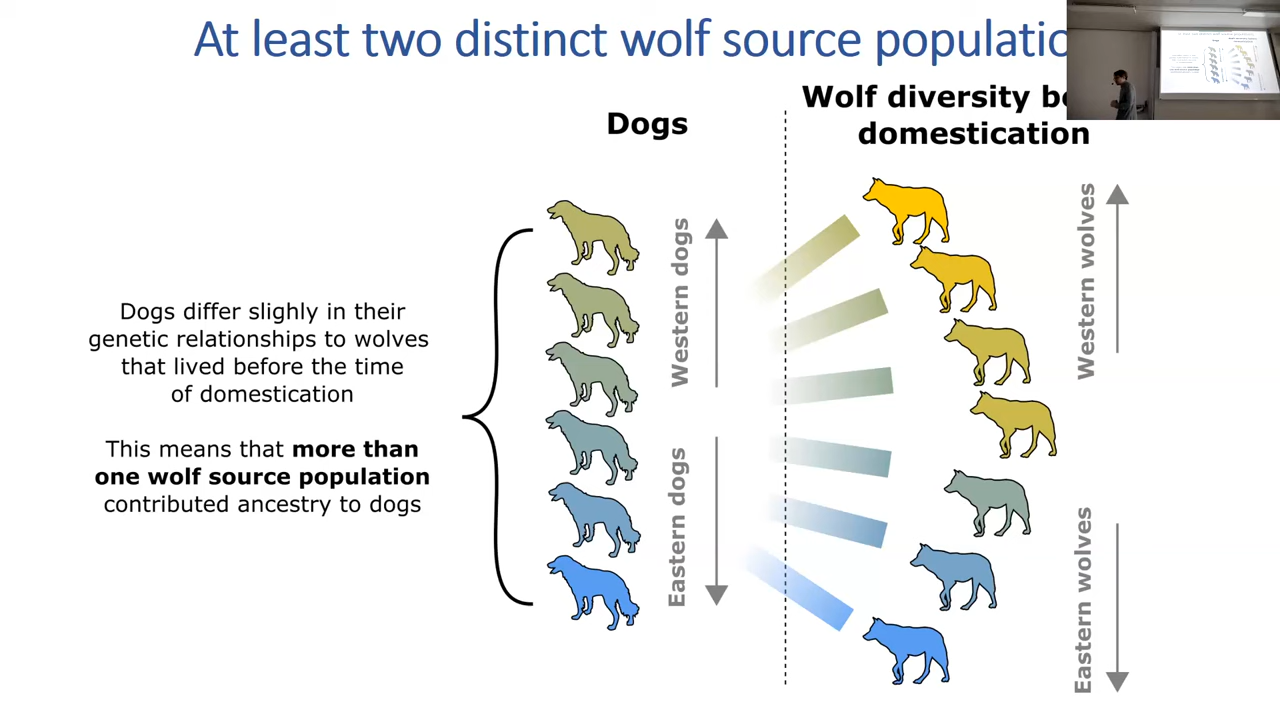 At least two distinct wolf source
Dogs
Wolf diversity
domestication
Western dogs
Eastern dogs
Western wolves
Eastern wolves
Dogs differ slighly in their
genetic relationships to wolves
that lived before the time
of domestication
This means that more than
one wolf source population
contributed ancestry to dogs